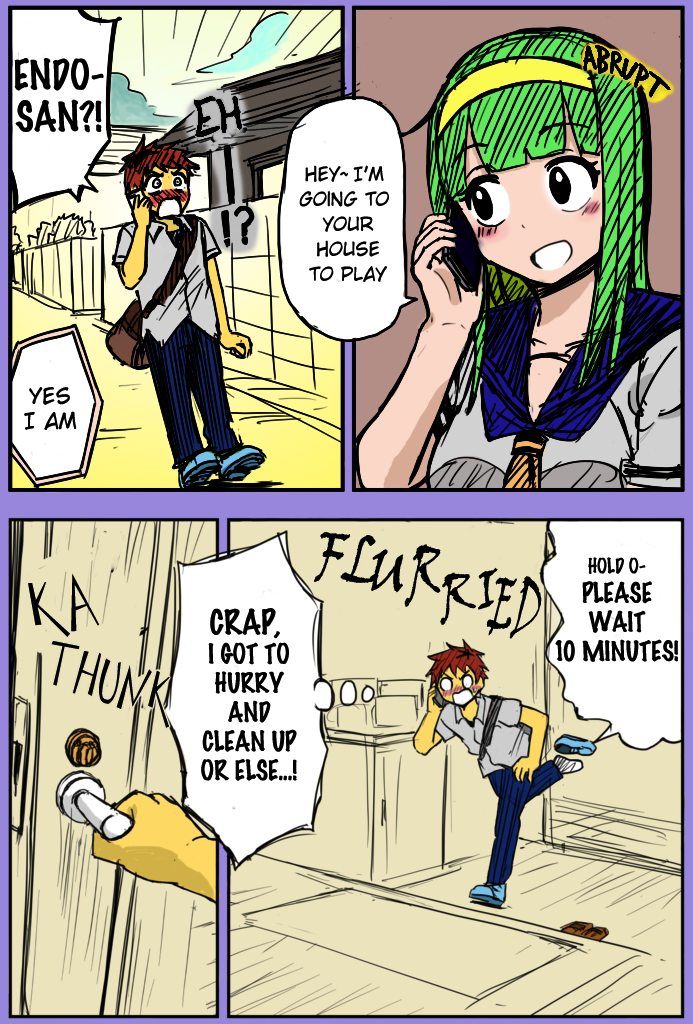 ABRUPT
HEY~ I'M
GOING TO
YOUR
HOUSE
TO PLAY
ENDO-
SAN?!
EH
!?
YES
I AM
HOLD O-
PLEASE
WAIT
10 MINUTES!
FLURRIED
CRAP,
I GOT TO
HURRY
AND
CLEAN UP
OR ELSE...!
KA
THUNK